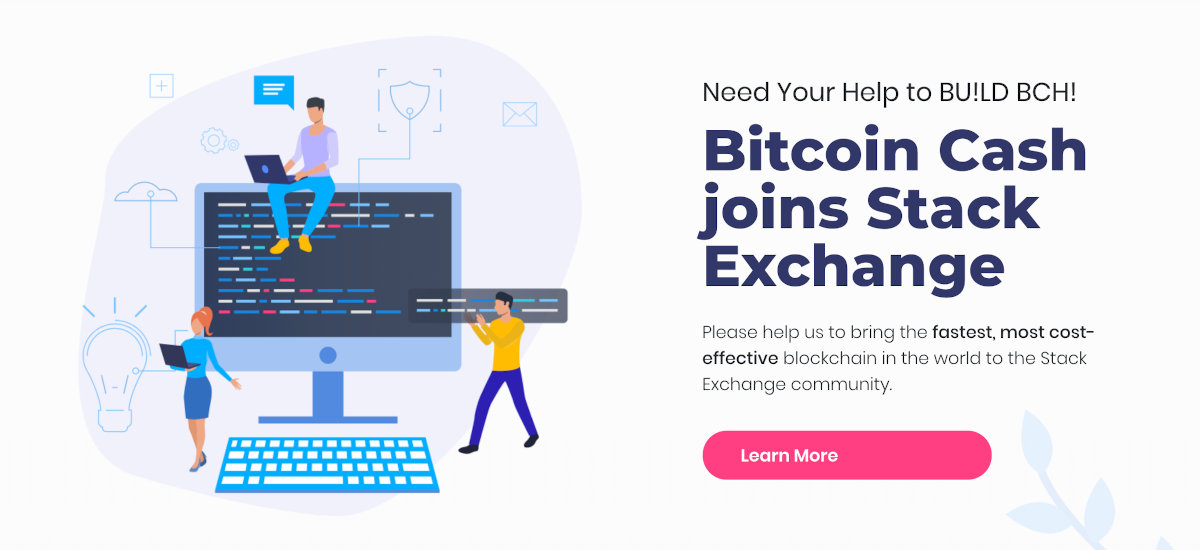 Need Your Help to BU!LD BCH!
Bitcoin Cash
joins Stack
Exchange
Please help us to bring the fastest, most cost-
effective blockchain in the world to the Stack
Exchange community.
Learn More